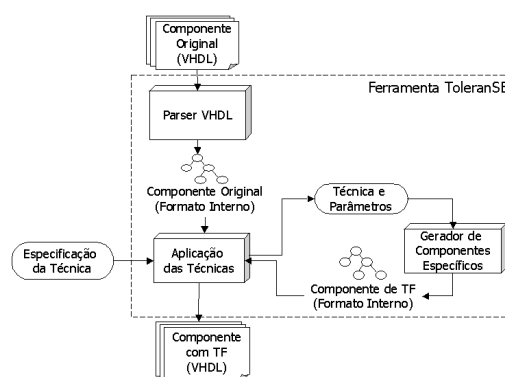 Componente
Original
(VHDL)
Ferramenta ToleranSE
Parser VHDL
Componente Original
(Formato Interno)
Técnica e
Parâmetros
Especificação
da Técnica
Aplicação
das Técnicas
Gerador de
Componentes
Específicos
Componente de TF
(Formato Interno)
Componente
com TF
(VHDL)